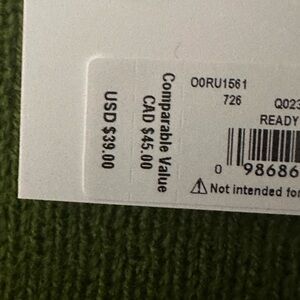 O0RU1561
726
Q023
READY
0 98686
⚠ Not intended for
Comparable Value
CAD $45.00
USD $39.00